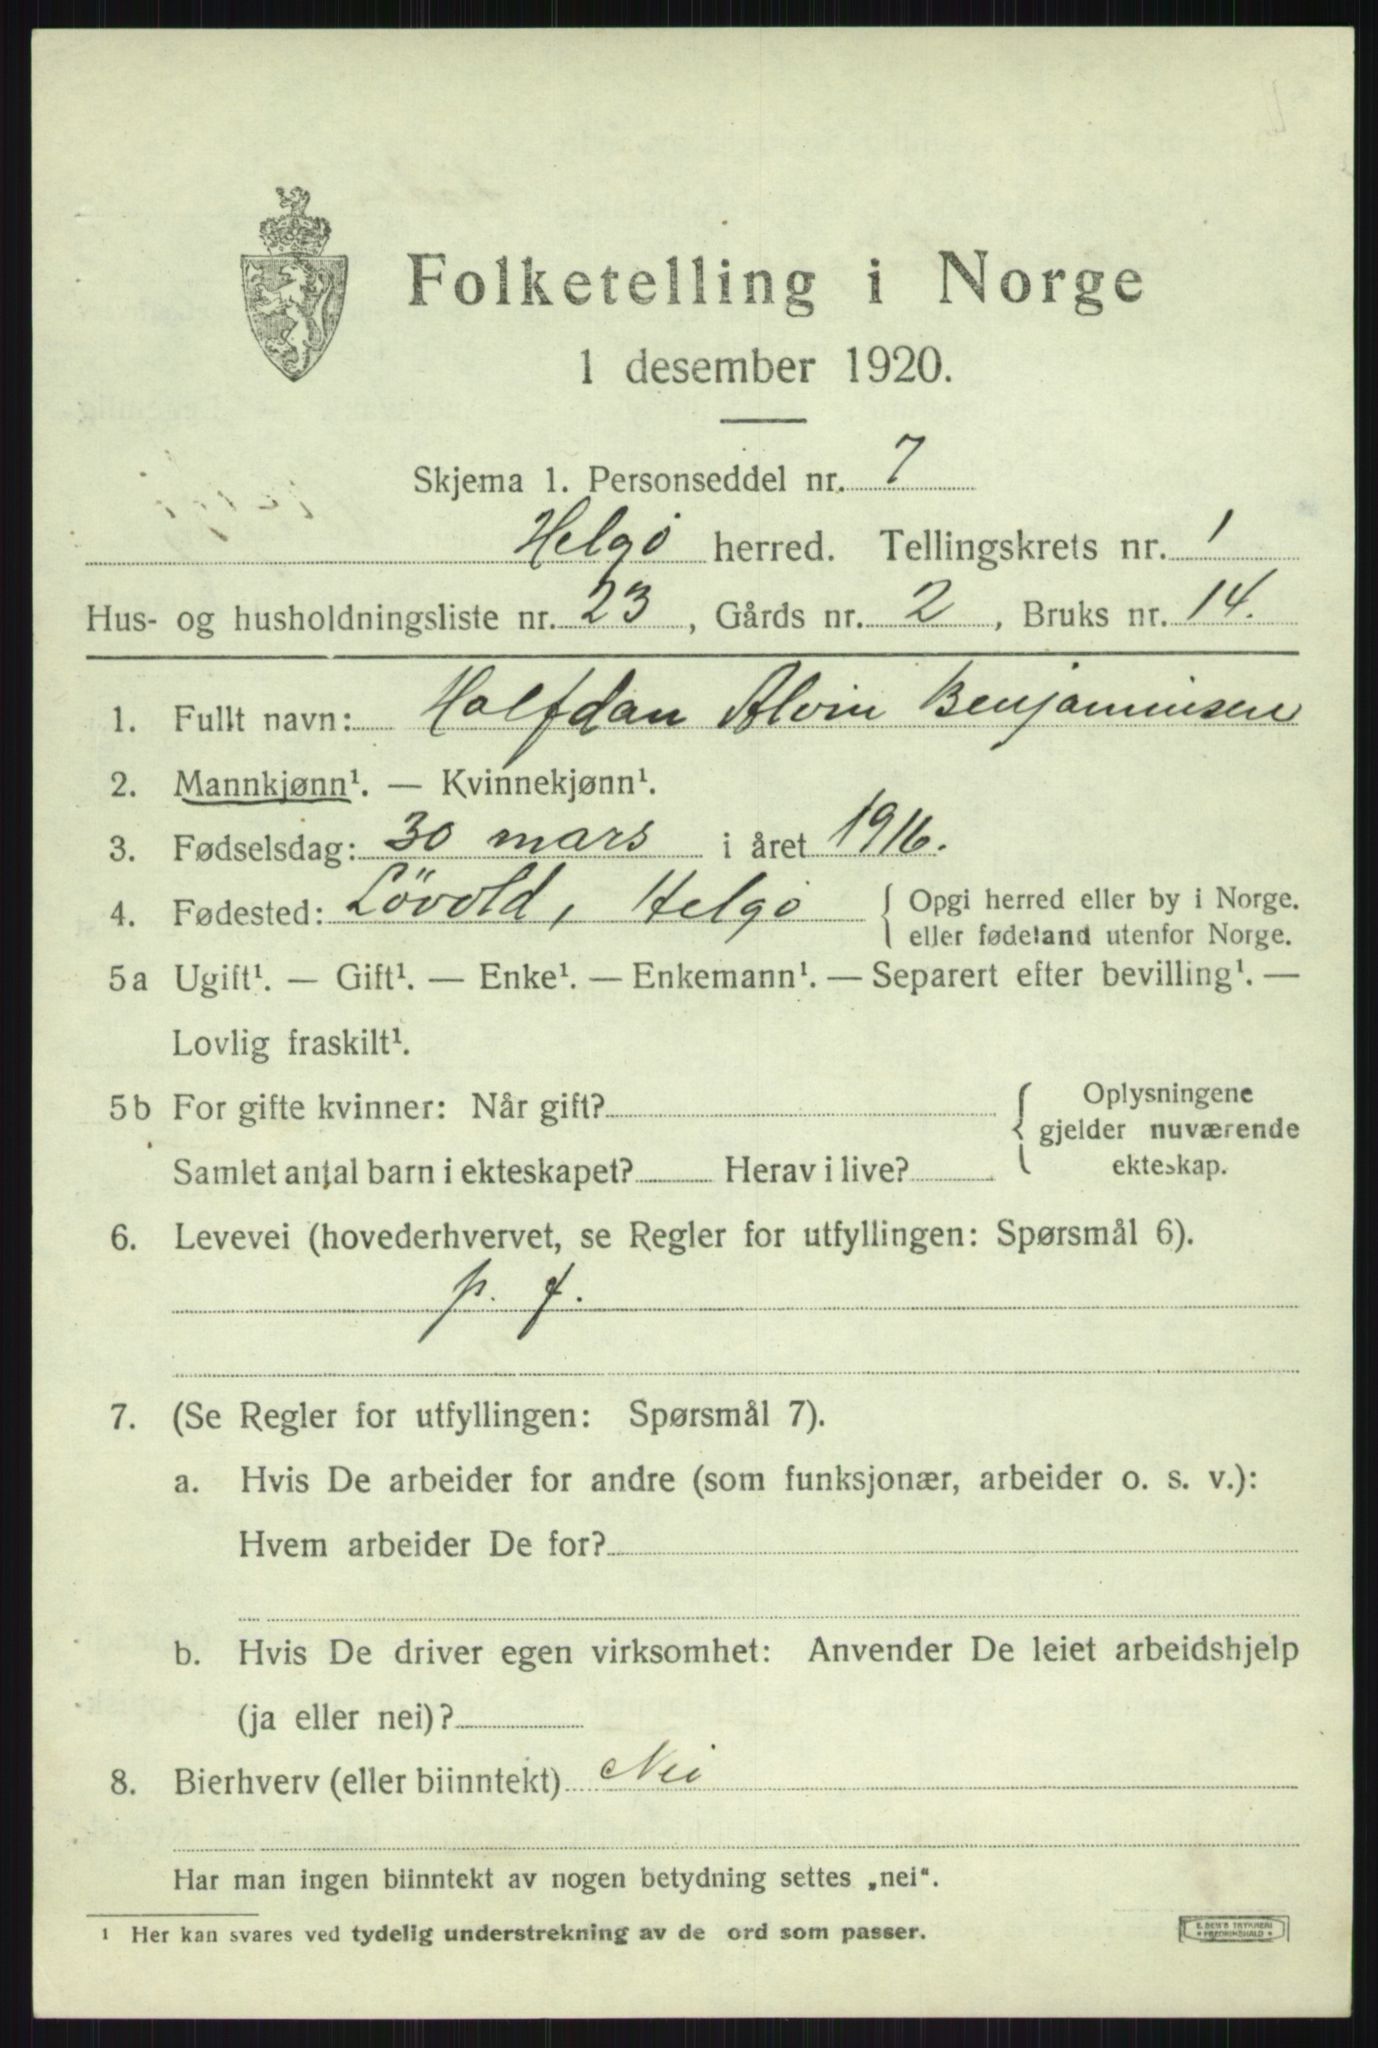 Folketelling i Norge
1 desember 1920.
Skjema 1. Personseddel nr. 7
Helgö herred. Tellingskrets nr. 1
Hus- og husholdningsliste nr. 23, Gårds nr. 2, Bruks nr. 14.
1. Fullt navn: Halfdan Alvin Benjaminsen
2. Mannkjønn¹. — Kvinnekjønn¹.
3. Fødselsdag: 30 mars i året 1916.
4. Fødested: Lövold, Helgö { Opgi herred eller by i Norge.
eller fødeland utenfor Norge.
5a Ugift¹. — Gift¹. — Enke¹. — Enkemann¹. — Separert efter bevilling¹. —
Lovlig fraskilt¹.
5b For gifte kvinner: Når gift? { Oplysningene
gjelder nuværende
Samlet antal barn i ekteskapet? Herav i live? ekteskap.
6. Levevei (hovederhvervet, se Regler for utfyllingen: Spørsmål 6).
p. f.
7. (Se Regler for utfyllingen: Spørsmål 7).
a. Hvis De arbeider for andre (som funksjonær, arbeider o. s. v.):
Hvem arbeider De for?
b. Hvis De driver egen virksomhet: Anvender De leiet arbeidshjelp
(ja eller nei)?
8. Bierhverv (eller biinntekt) Nei
Har man ingen biinntekt av nogen betydning settes „nei“.
¹ Her kan svares ved tydelig understrekning av de ord som passer.
E. SEM'S TRYKKERI
* FREDRIKSHALD *